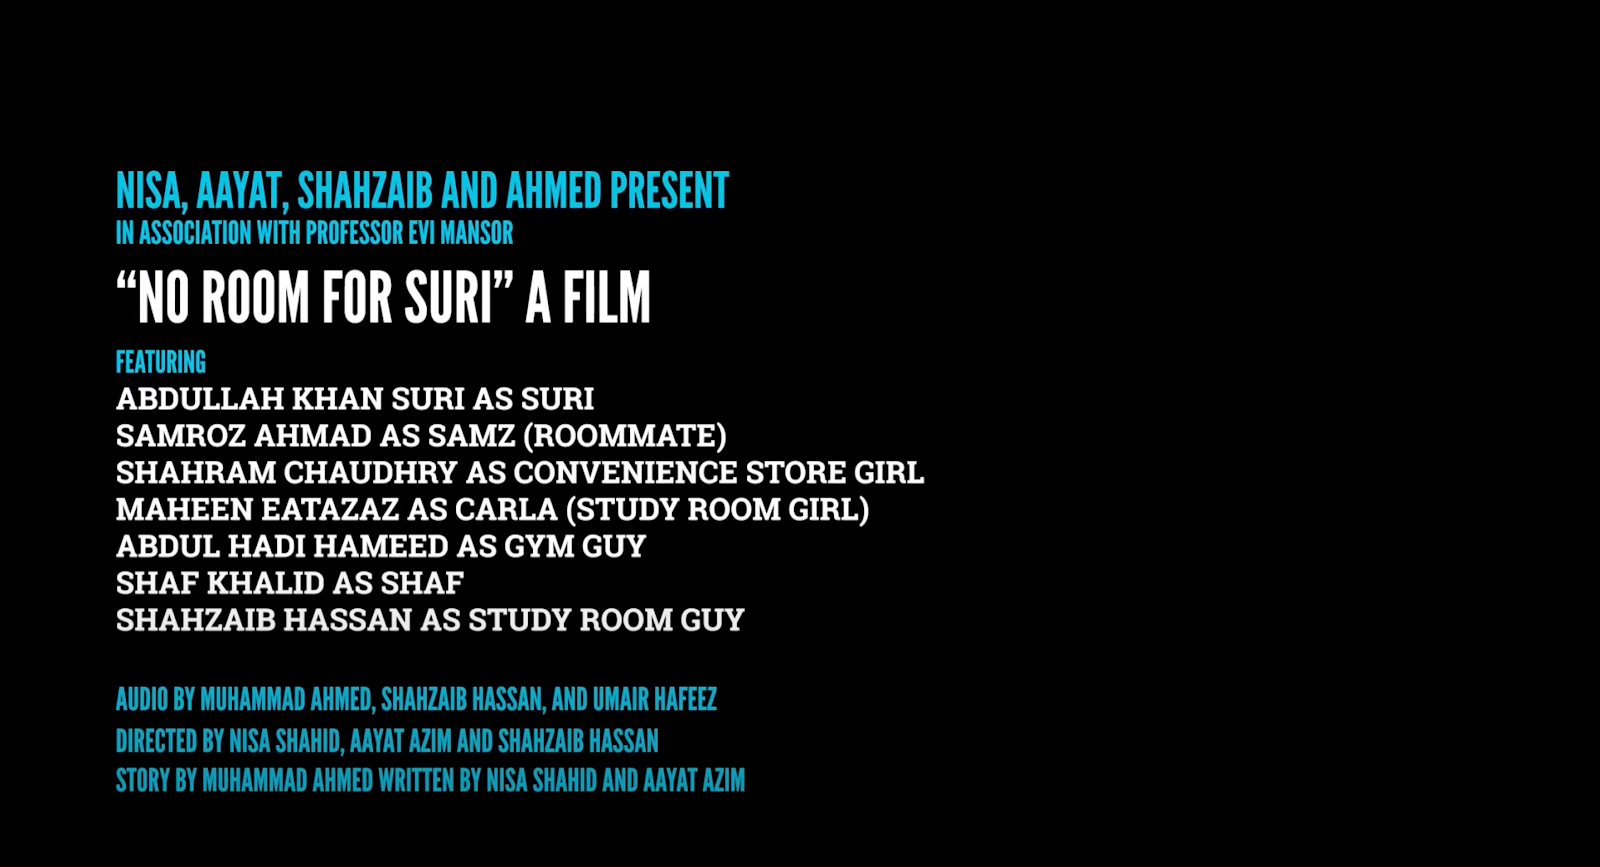 NISA, AAYAT, SHAHZAIB AND AHMED PRESENT
IN ASSOCIATION WITH PROFESSOR EVI MANSOR
“NO ROOM FOR SURI” A FILM
FEATURING
ABDULLAH KHAN SURI AS SURI
SAMROZ AHMAD AS SAMZ (ROOMMATE)
SHAHRAM CHAUDHRY AS CONVENIENCE STORE GIRL
MAHEEN EATAZAZ AS CARLA (STUDY ROOM GIRL)
ABDUL HADI HAMEED AS GYM GUY
SHAF KHALID AS SHAF
SHAHZAIB HASSAN AS STUDY ROOM GUY
AUDIO BY MUHAMMAD AHMED, SHAHZAIB HASSAN, AND UMAIR HAFEEZ
DIRECTED BY NISA SHAHID, AAYAT AZIM AND SHAHZAIB HASSAN
STORY BY MUHAMMAD AHMED WRITTEN BY NISA SHAHID AND AAYAT AZIM